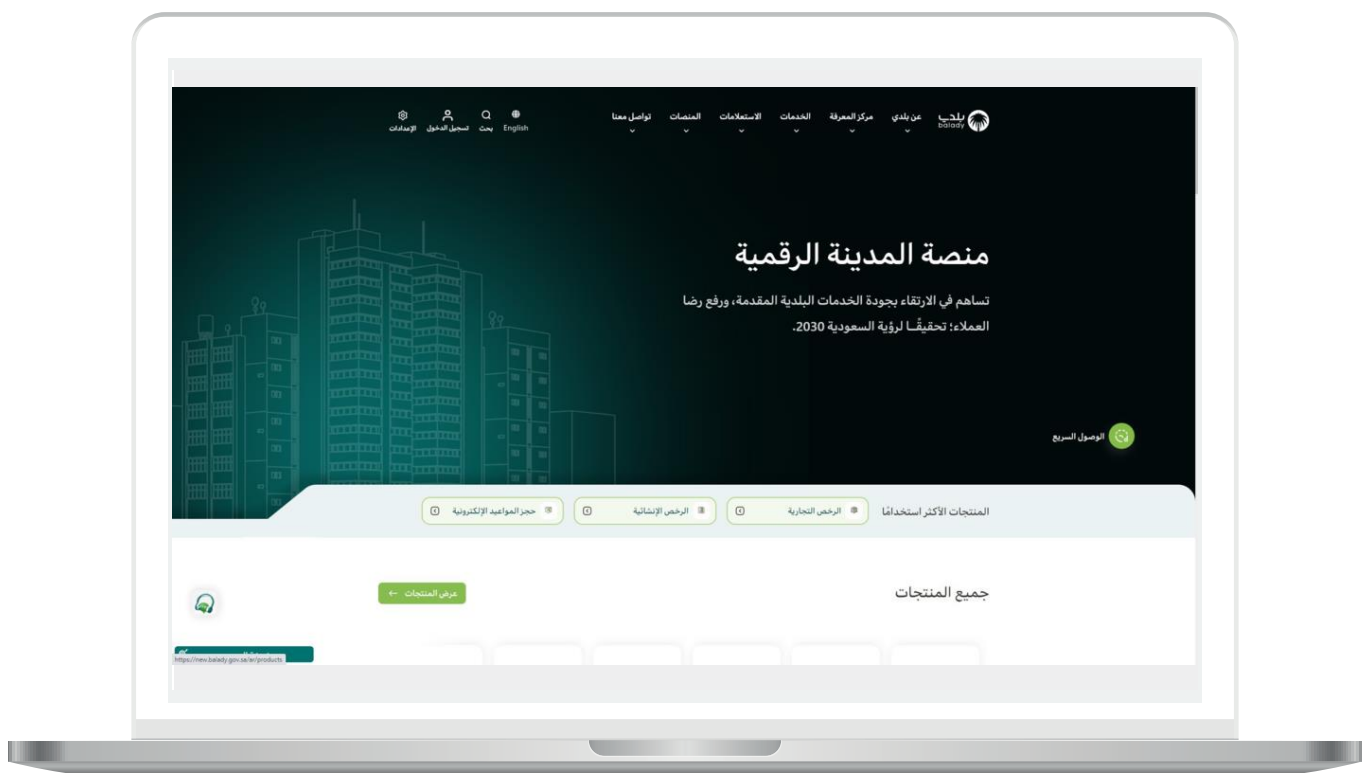 بلدي
balady
عن بلدي
مركز المعرفة
الخدمات
الاستعلامات
المنصات
تواصل معنا
English
بحث
تسجيل الدخول
الإعدادات
منصة المدينة الرقمية
تساهم في الارتقاء بجودة الخدمات البلدية المقدمة، ورفع رضا
العملاء؛ تحقيقًـا لرؤية السعودية 2030.
الوصول السريع
المنتجات الأكثر استخدامًا
الرخص التجارية
الرخص الإنشائية
حجز المواعيد الإلكترونية
جميع المنتجات
عرض المنتجات ←
https://new.balady.gov.sa/ar/products